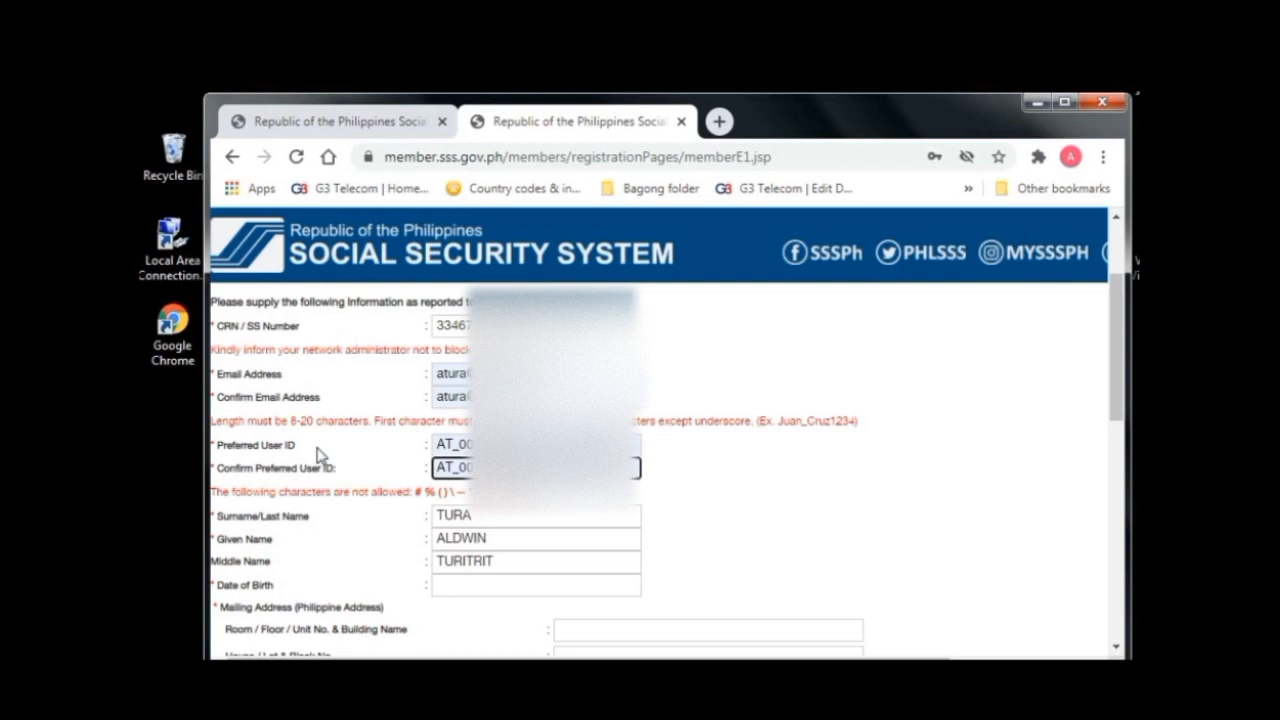 Republic of the Philippines Socia
Republic of the Philippines Socia
member.sss.gov.ph/members/registrationPages/memberE1.jsp
A
Apps
G3 G3 Telecom | Home...
Country codes & in...
Bagong folder
G3 G3 Telecom | Edit D...
»
Other bookmarks
Recycle Bin
Local Area
Connection
Google
Chrome
Republic of the Philippines
SOCIAL SECURITY SYSTEM
SSSPh
PHLSSS
MYSSSPH
Please supply the following Information as reported
* CRN / SS Number : 33467
Kindly inform your network administrator not to block
* Email Address : atura
* Confirm Email Address : atura
Length must be 8-20 characters. First character must
cters except underscore. (Ex. Juan_Cruz1234)
* Preferred User ID : AT_00
* Confirm Preferred User ID: : AT_00
The following characters are not allowed: # % ( ) \ --
* Surname/Last Name : TURA
* Given Name : ALDWIN
Middle Name : TURITRIT
* Date of Birth :
* Mailing Address (Philippine Address)
Room / Floor / Unit No. & Building Name :